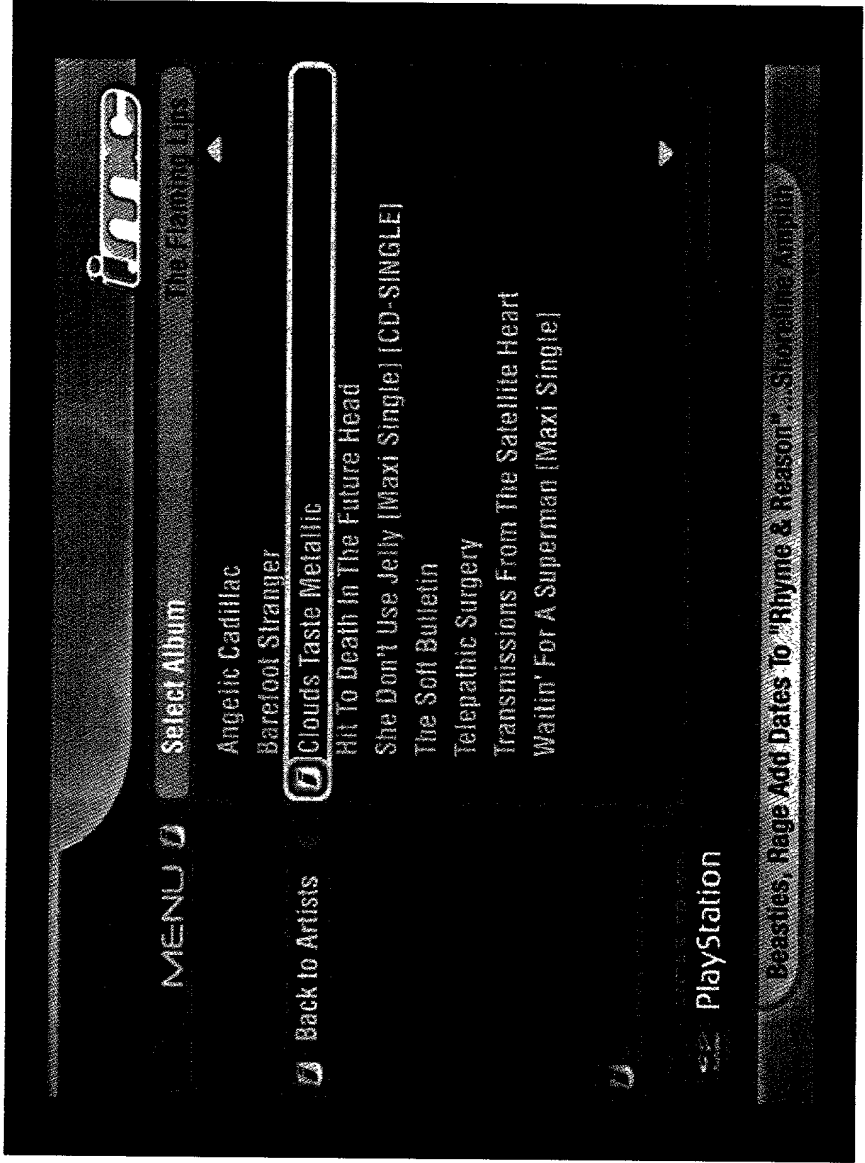 MENU
Select Album
The Flaming Lips
Back to Artists
Angelic Cadillac
Barefoot Stranger
Clouds Taste Metallic
Hit To Death In The Future Head
She Don't Use Jelly [Maxi Single] [CD-SINGLE]
The Soft Bulletin
Telepathic Surgery
Transmissions From The Satellite Heart
Waitin' For A Superman [Maxi Single]
PlayStation
Beasties, Rage Add Dates To "Rhyme & Reason"...Shoreline Amphi